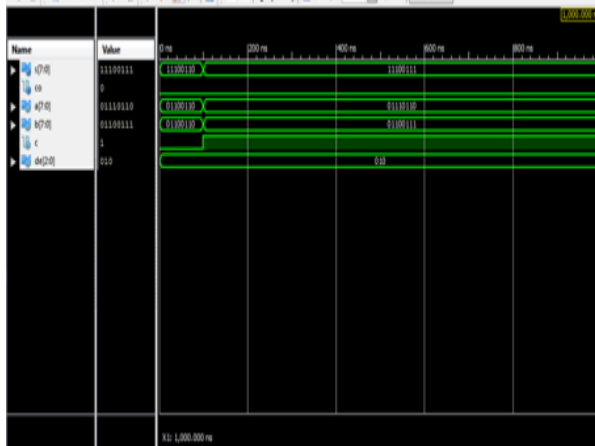 1,000.000
Name Value 0 ns 200 ns 400 ns 600 ns 800 ns
s[7:0] 11100111 11100110 11100111
co 0
a[7:0] 01110110 01100110 01110110
b[7:0] 01100111 01100110 01100111
c 1
de[2:0] 010 010
X1: 1,000.000 ns